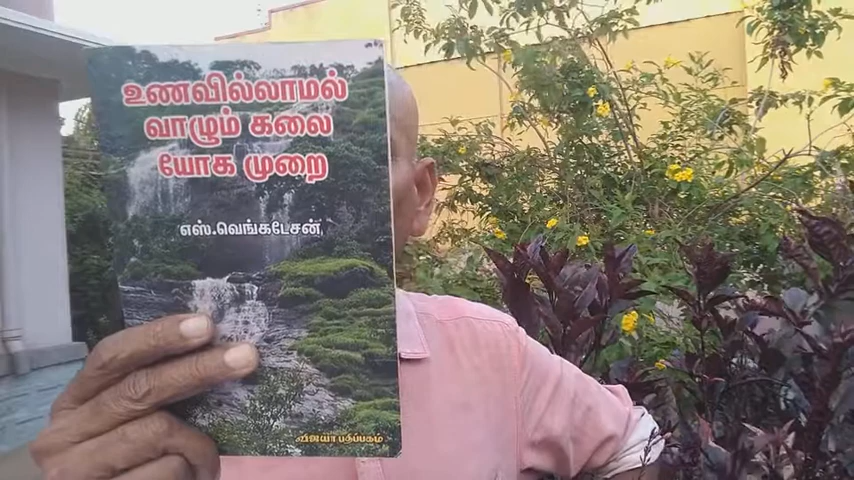 உணவில்லாமல்
வாழும் கலை
யோக முறை
எஸ்.வெங்கடேசன்
விஜயா பதிப்பகம்